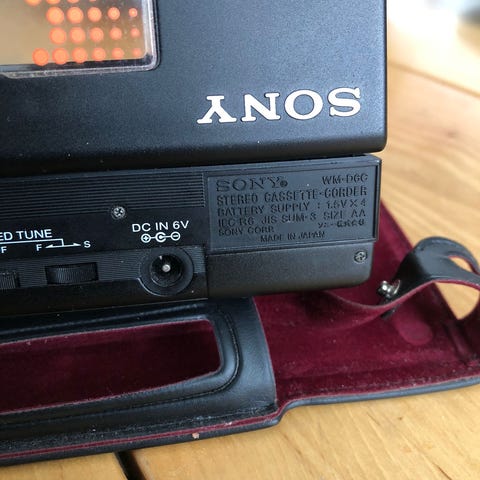 SONY
ED TUNE
F F S
DC IN 6V
SONY® WM-D6C
STEREO CASSETTE-CORDER
BATTERY SUPPLY : 1.5V X 4
IEC R6 JIS SUM-3 SIZE AA
SONY CORP
MADE IN JAPAN